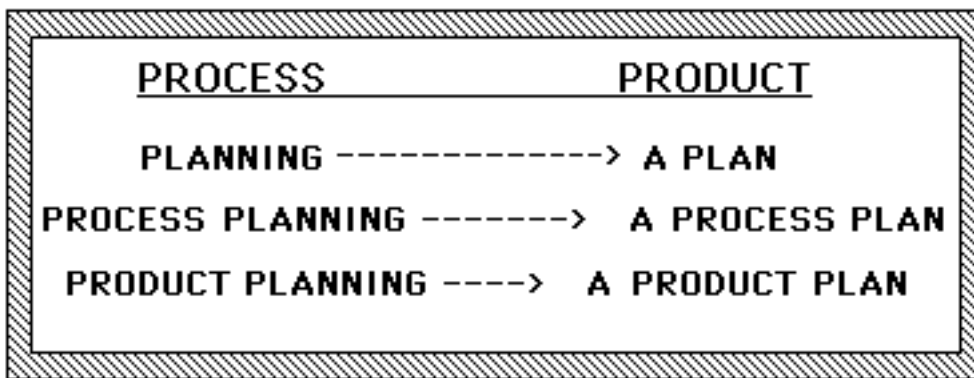 PROCESS PRODUCT
PLANNING -------------> A PLAN
PROCESS PLANNING -------> A PROCESS PLAN
PRODUCT PLANNING ----> A PRODUCT PLAN